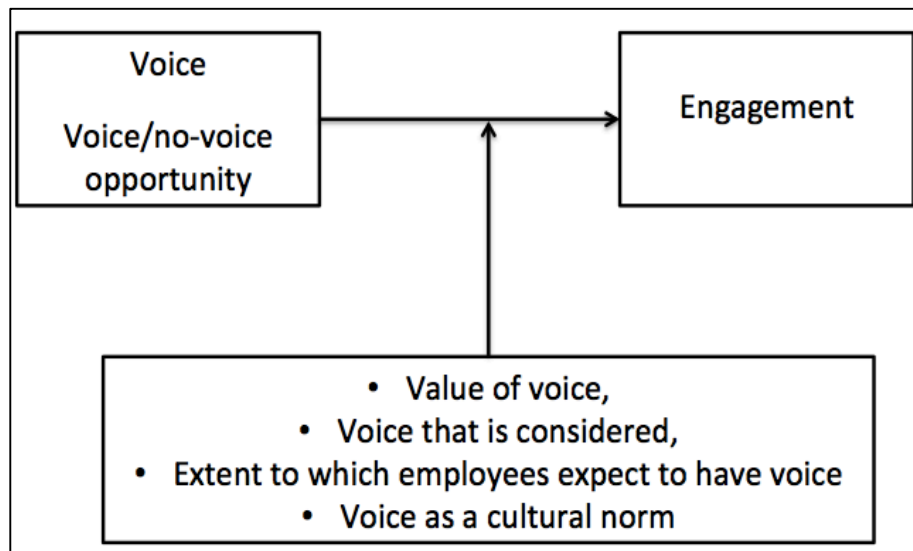 Voice
Voice/no-voice
opportunity
Engagement
• Value of voice,
• Voice that is considered,
• Extent to which employees expect to have voice
• Voice as a cultural norm